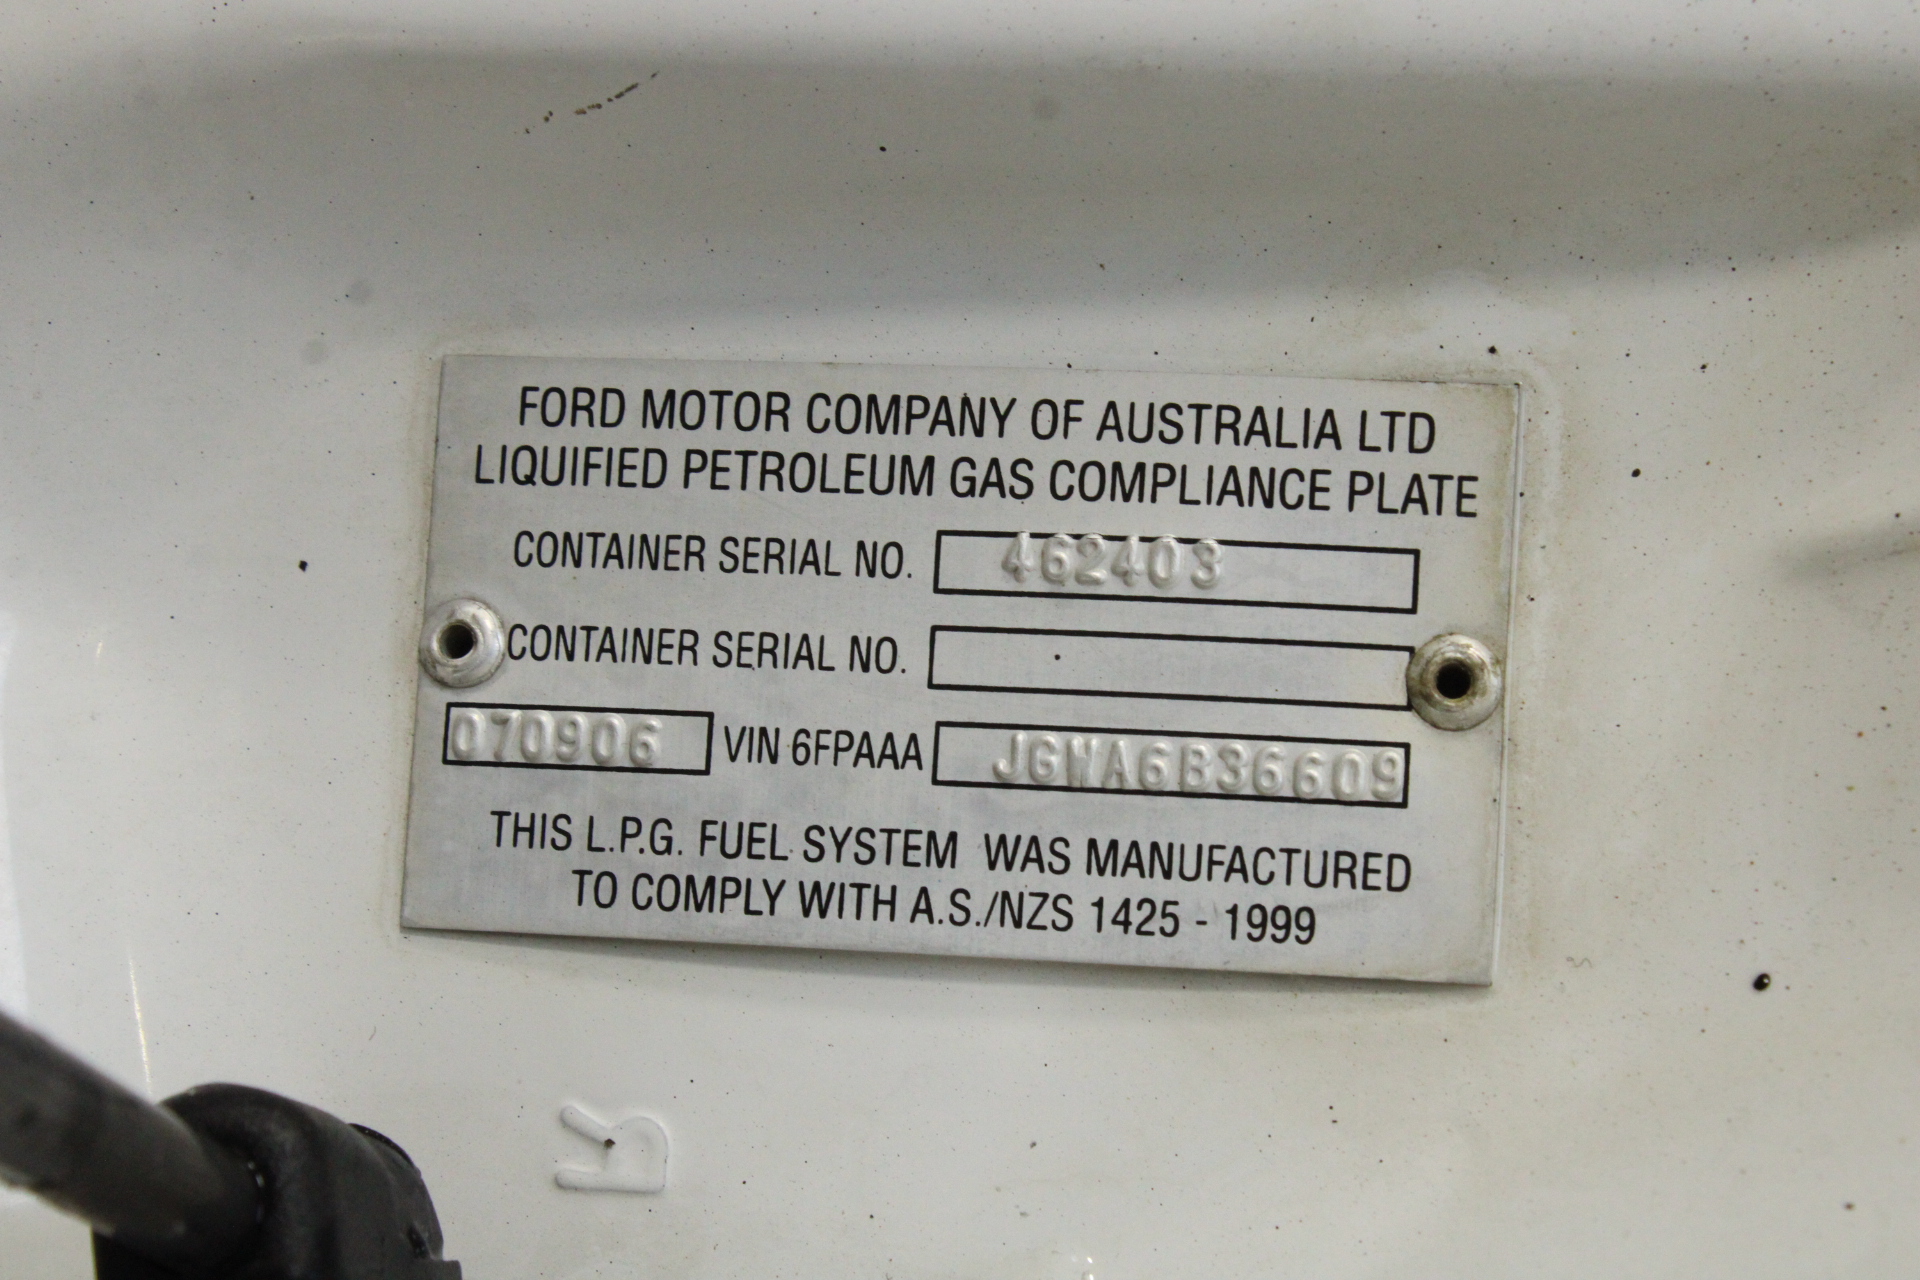 FORD MOTOR COMPANY OF AUSTRALIA LTD
LIQUIFIED PETROLEUM GAS COMPLIANCE PLATE
CONTAINER SERIAL NO. 462403
CONTAINER SERIAL NO.
070906 VIN 6FPAAA JGWA6B36609
THIS L.P.G. FUEL SYSTEM WAS MANUFACTURED
TO COMPLY WITH A.S./NZS 1425 - 1999
R